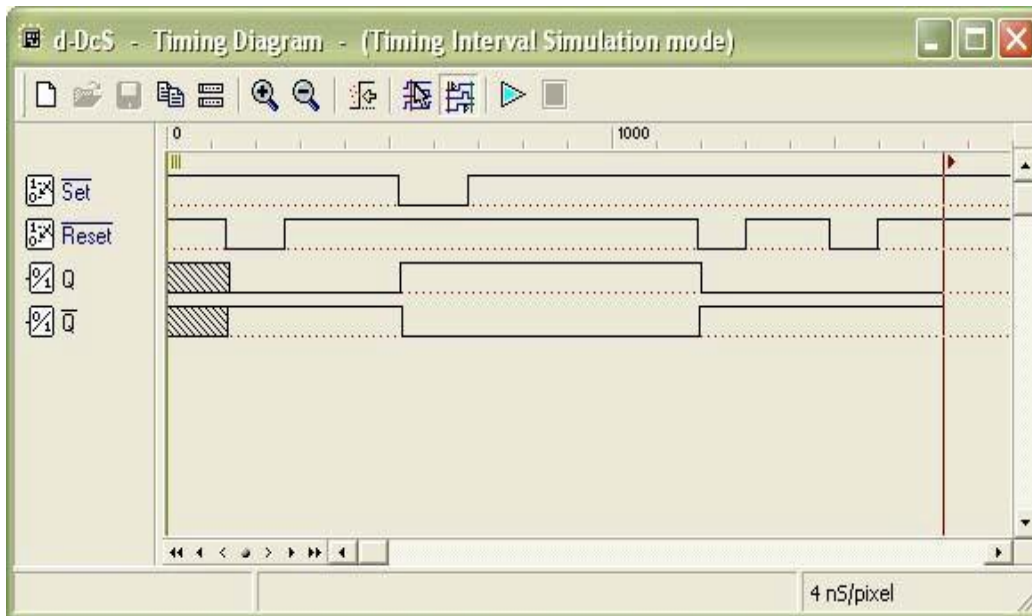 d-DcS - Timing Diagram - (Timing Interval Simulation mode)
0 1000
Set
Reset
Q
Q
4 nS/pixel